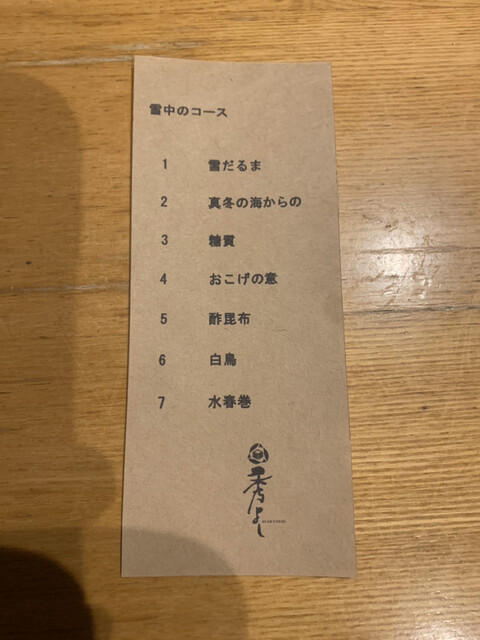 雪中のコース
1 雪だるま
2 真冬の海からの
3 糖質
4 おこげの意
5 酢昆布
6 白鳥
7 水春巻
秀よし